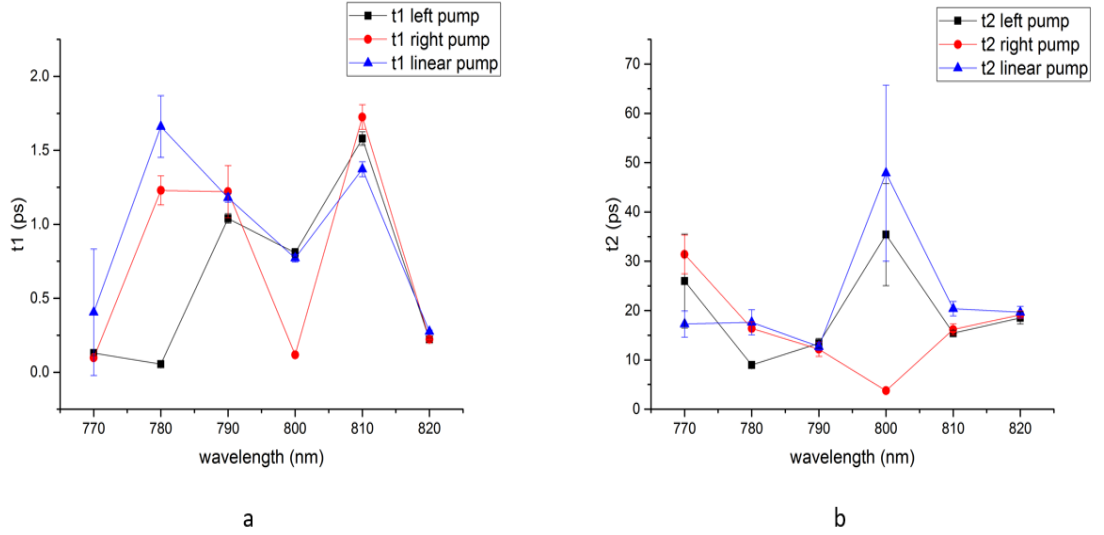 t1 left pump
t1 right pump
t1 linear pump
2.0
1.5
1.0
0.5
0.0
t1 (ps)
770 780 790 800 810 820
wavelength (nm)
a
t2 left pump
t2 right pump
t2 linear pump
70
60
50
40
30
20
10
0
t2 (ps)
770 780 790 800 810 820
wavelength (nm)
b